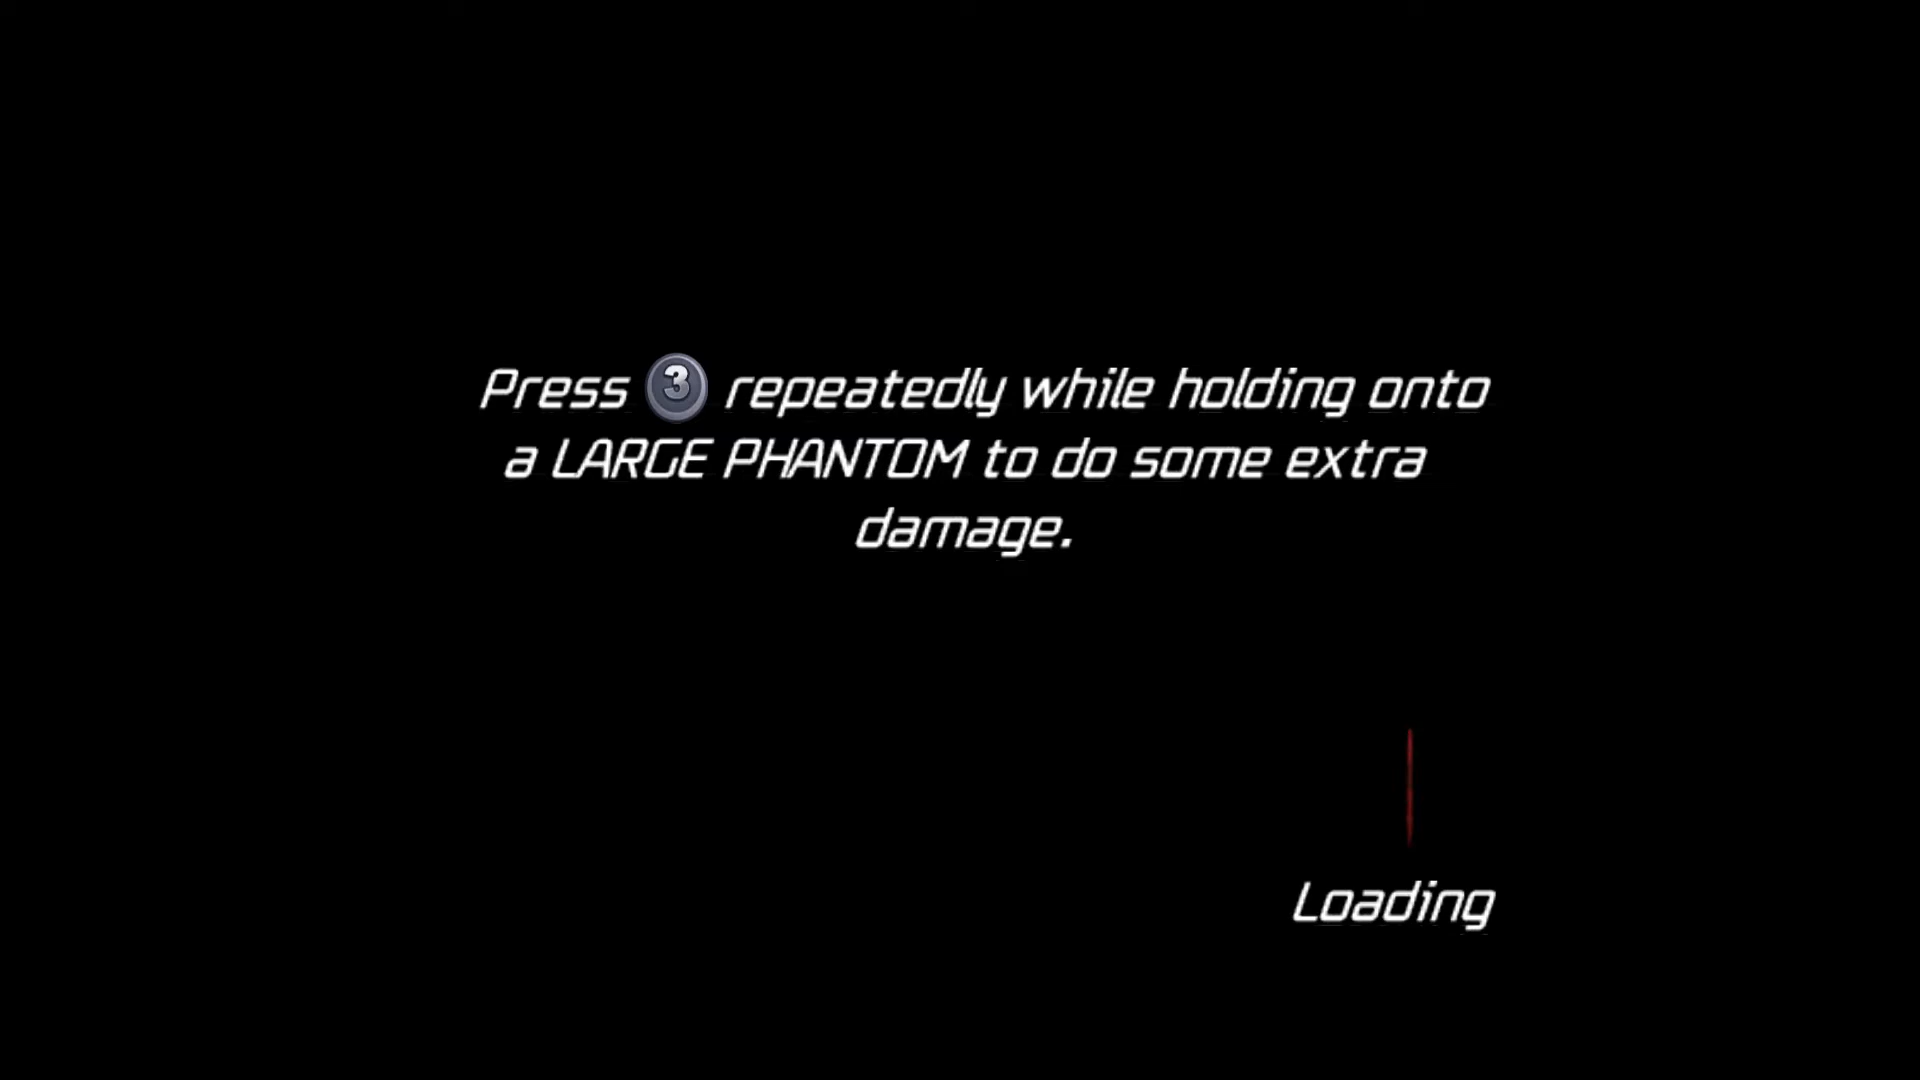 Press 3 repeatedly while holding onto
a LARGE PHANTOM to do some extra
damage.
Loading